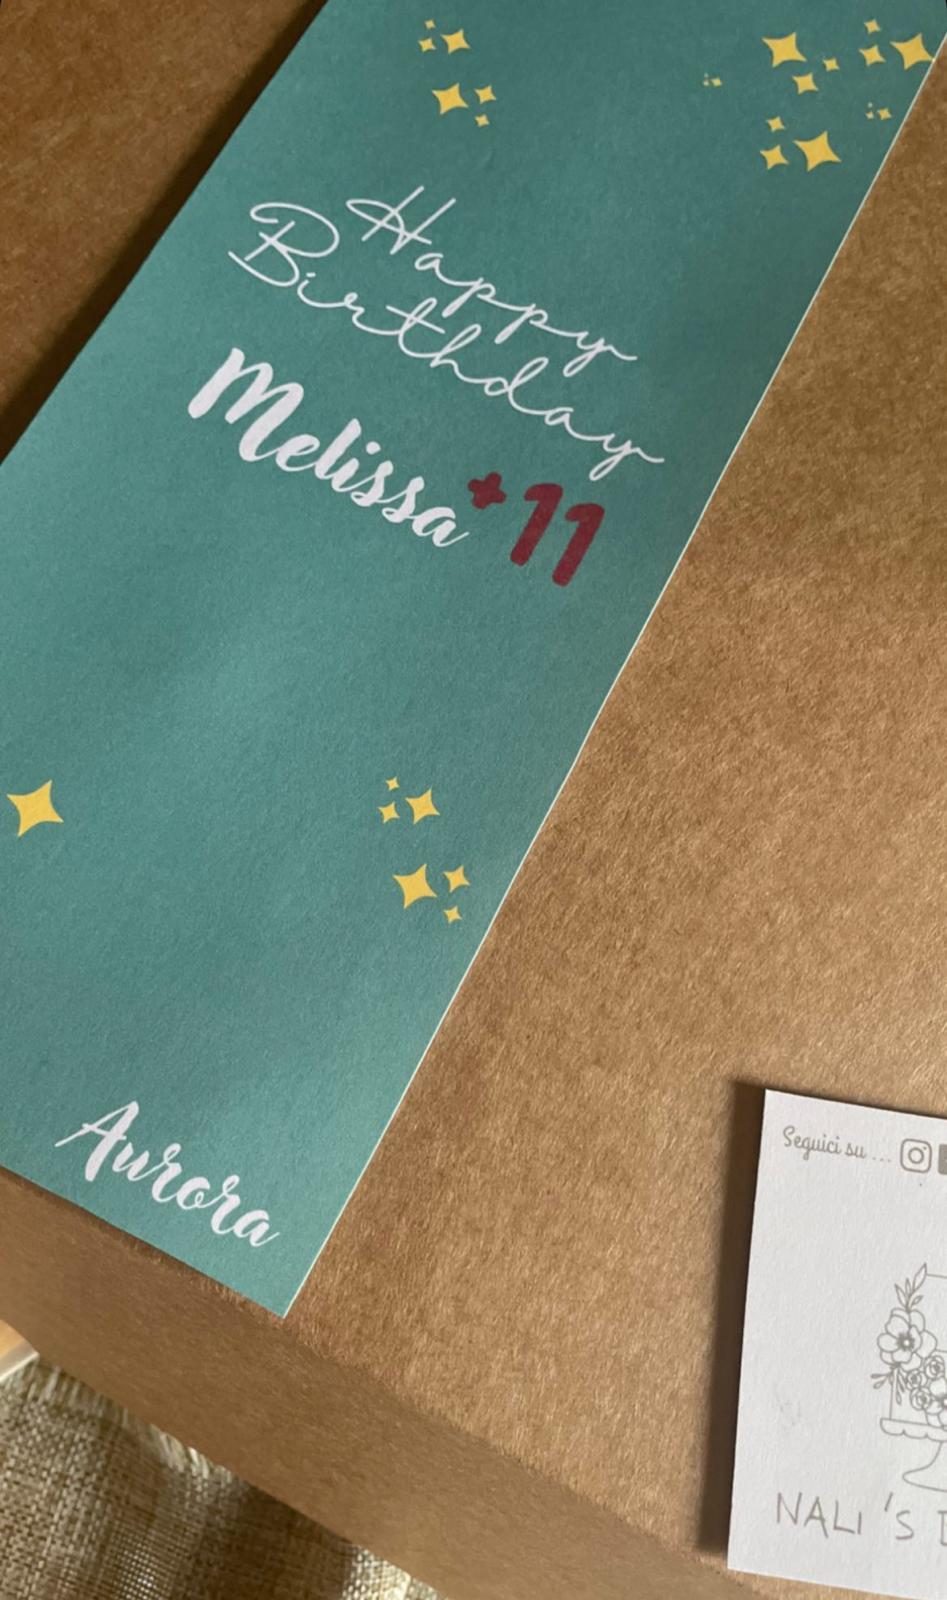 Happy
Birthday
Melissa+11
Aurora
Seguici su ...
NALI'S